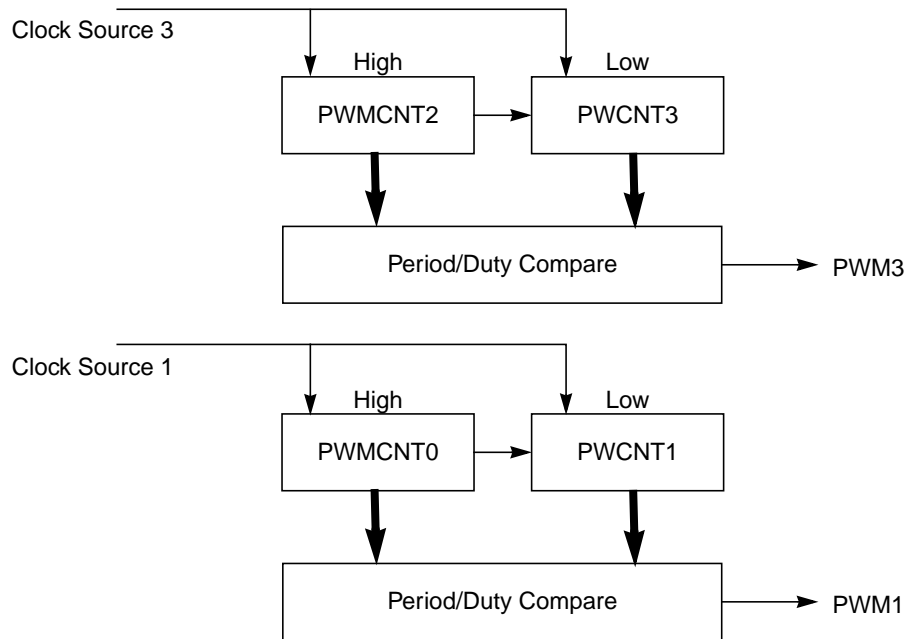 Clock Source 3
High
Low
PWMCNT2
PWCNT3
Period/Duty Compare
PWM3
Clock Source 1
High
Low
PWMCNT0
PWCNT1
Period/Duty Compare
PWM1